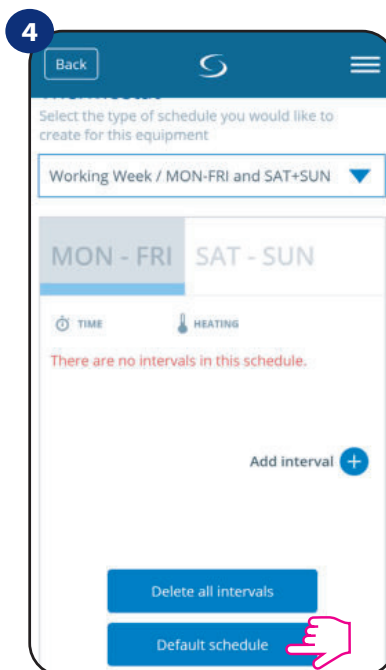 4
Back
Select the type of schedule you would like to
create for this equipment
Working Week / MON-FRI and SAT+SUN
MON - FRI SAT - SUN
TIME HEATING
There are no intervals in this schedule.
Add interval
Delete all intervals
Default schedule